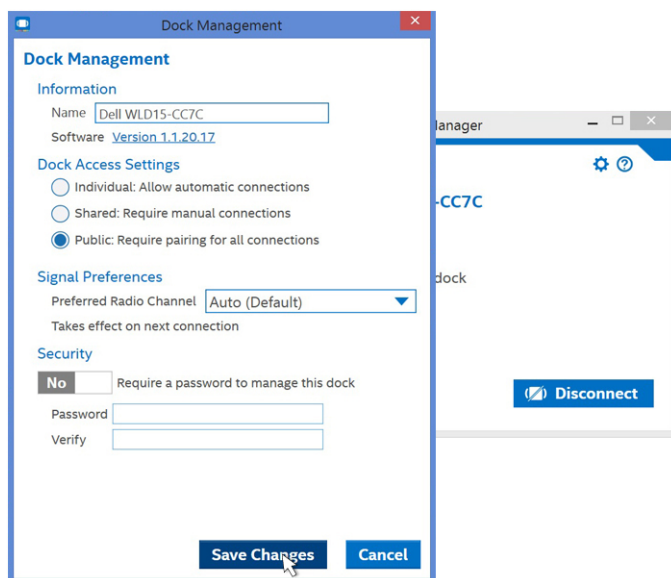 Dock Management
Dock Management
Information
Name Dell WLD15-CC7C
Software Version 1.1.20.17
Dock Access Settings
Individual: Allow automatic connections
Shared: Require manual connections
Public: Require pairing for all connections
Signal Preferences
Preferred Radio Channel Auto (Default)
Takes effect on next connection
Security
No Require a password to manage this dock
Password
Verify
Save Changes Cancel
-CC7C
dock
Disconnect